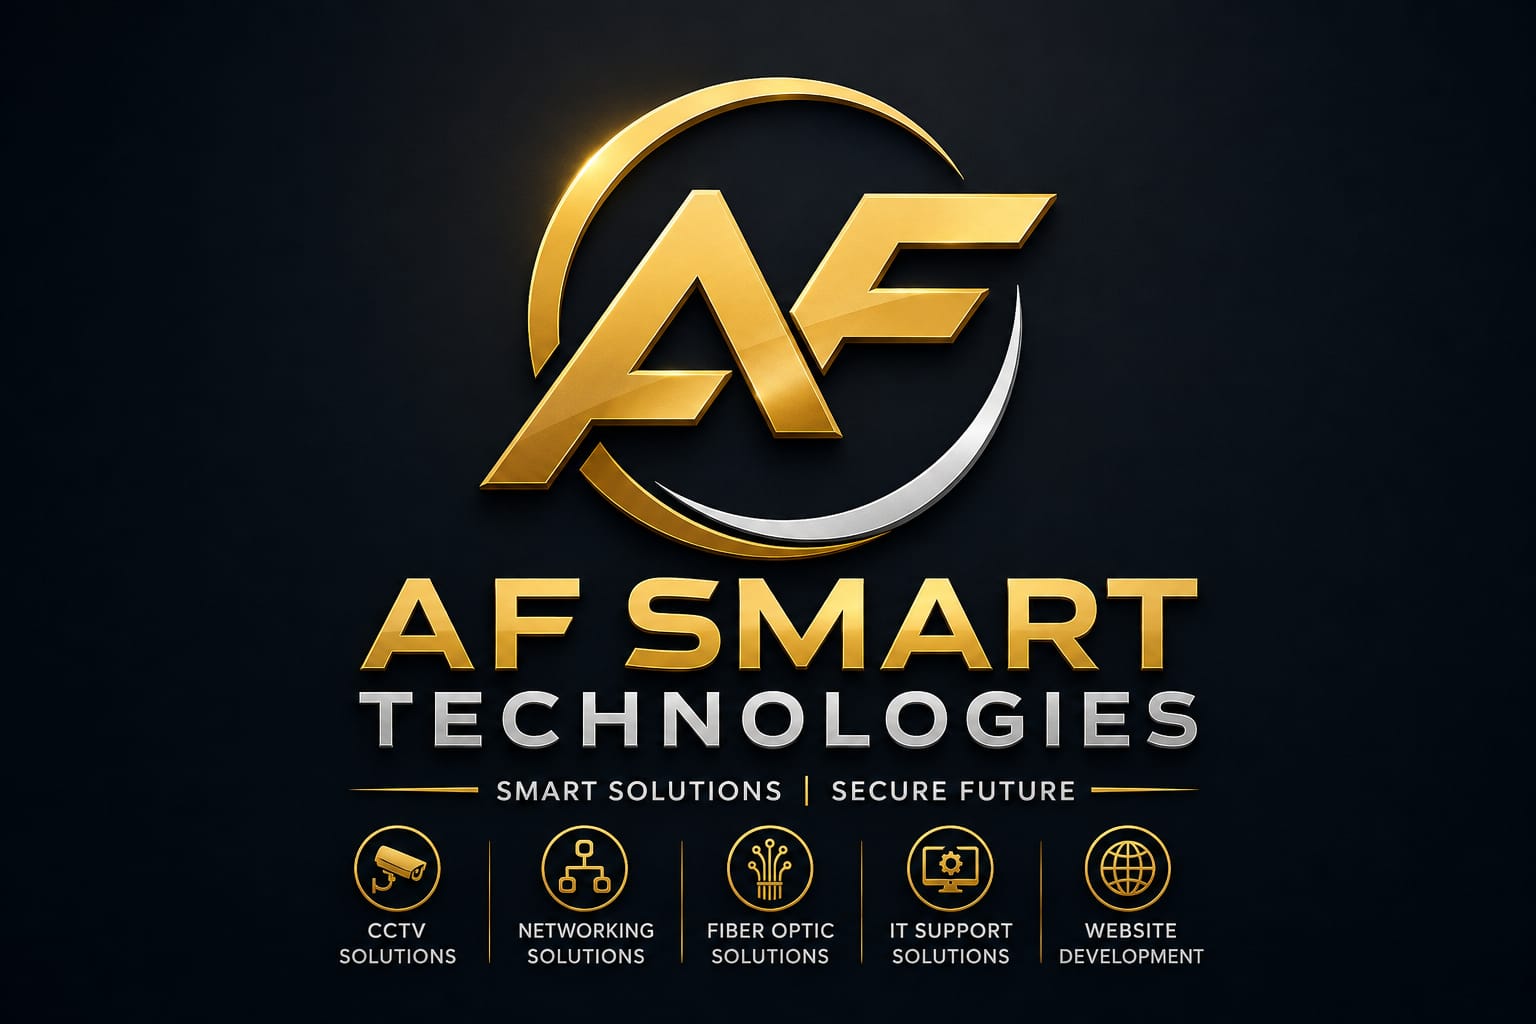 AF
AF SMART
TECHNOLOGIES
SMART SOLUTIONS | SECURE FUTURE
CCTV
SOLUTIONS
NETWORKING
SOLUTIONS
FIBER OPTIC
SOLUTIONS
IT SUPPORT
SOLUTIONS
WEBSITE
DEVELOPMENT